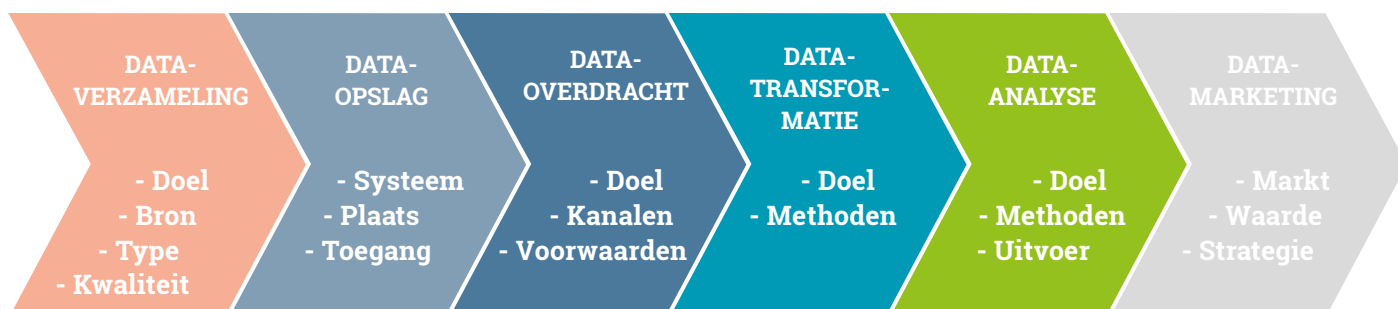 DATA-
VERZAMELING
- Doel
- Bron
- Type
- Kwaliteit
DATA-
OPSLAG
- Systeem
- Plaats
- Toegang
DATA-
OVERDRACHT
- Doel
- Kanalen
- Voorwaarden
DATA-
TRANSFOR-
MATIE
- Doel
- Methoden
DATA-
ANALYSE
- Doel
- Methoden
- Uitvoer
DATA-
MARKETING
- Markt
- Waarde
- Strategie